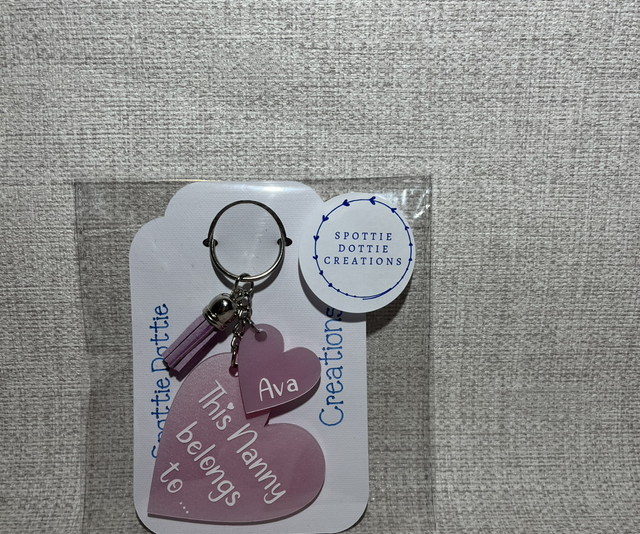 SPOTTIE
DOTTIE
CREATIONS
Spottie Dottie
Creations
Ava
This Nanny
belongs
to...